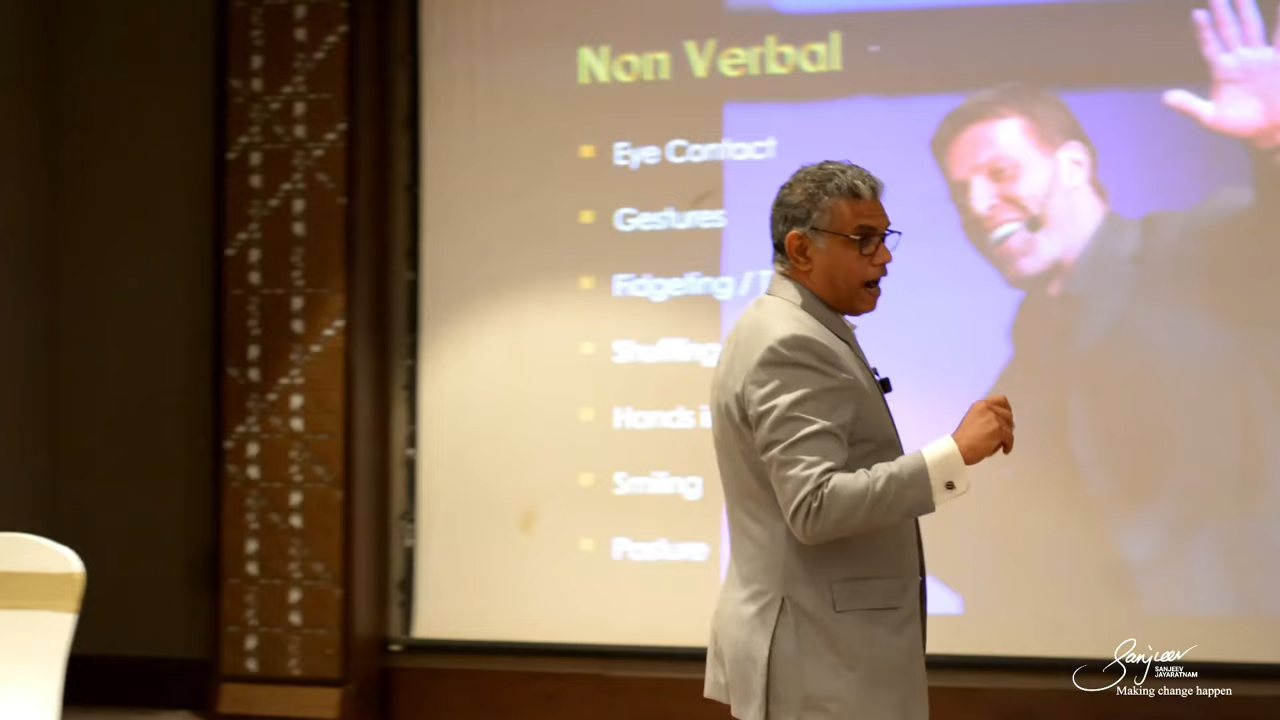 Non Verbal
Eye Contact
Gestures
Fidgeting / T
Shuffling
Hands i
Smiling
Posture
Sanjeev
SANJEEV
JAYARATNAM
Making change happen